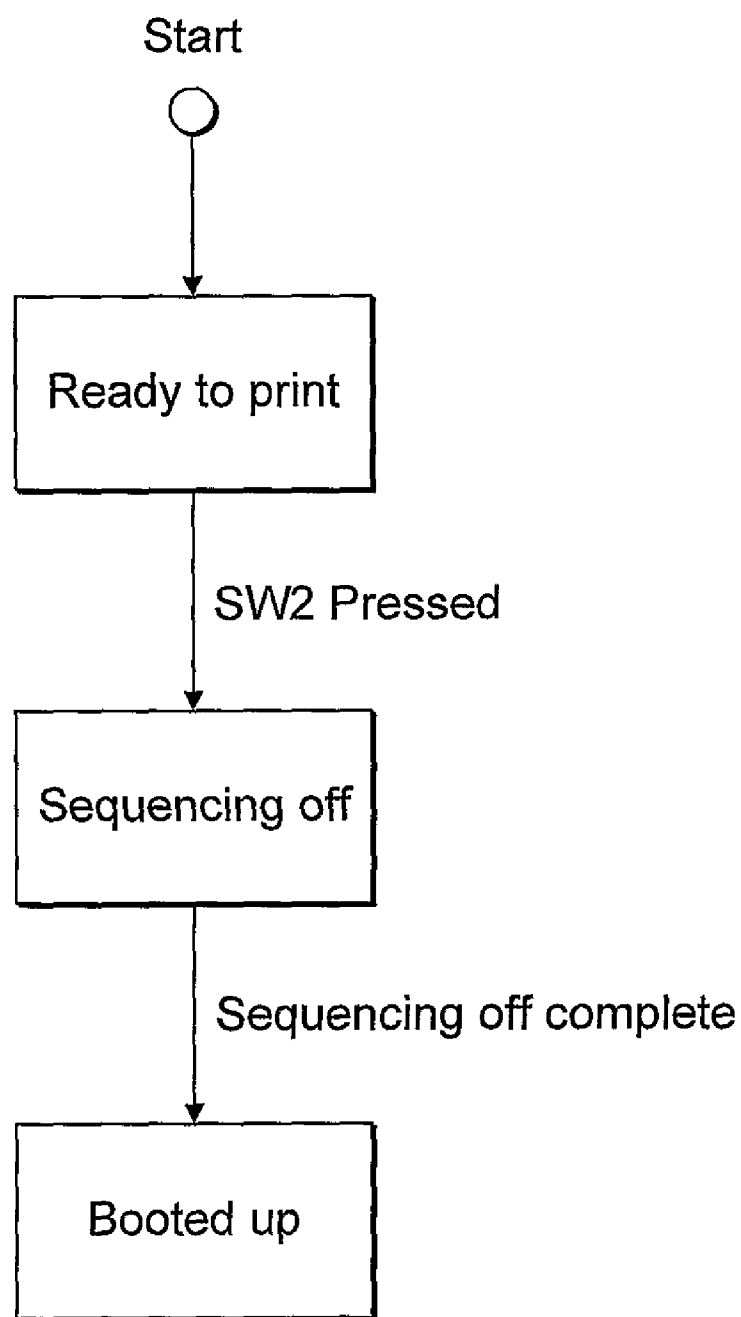 Start
Ready to print
SW2 Pressed
Sequencing off
Sequencing off complete
Booted up